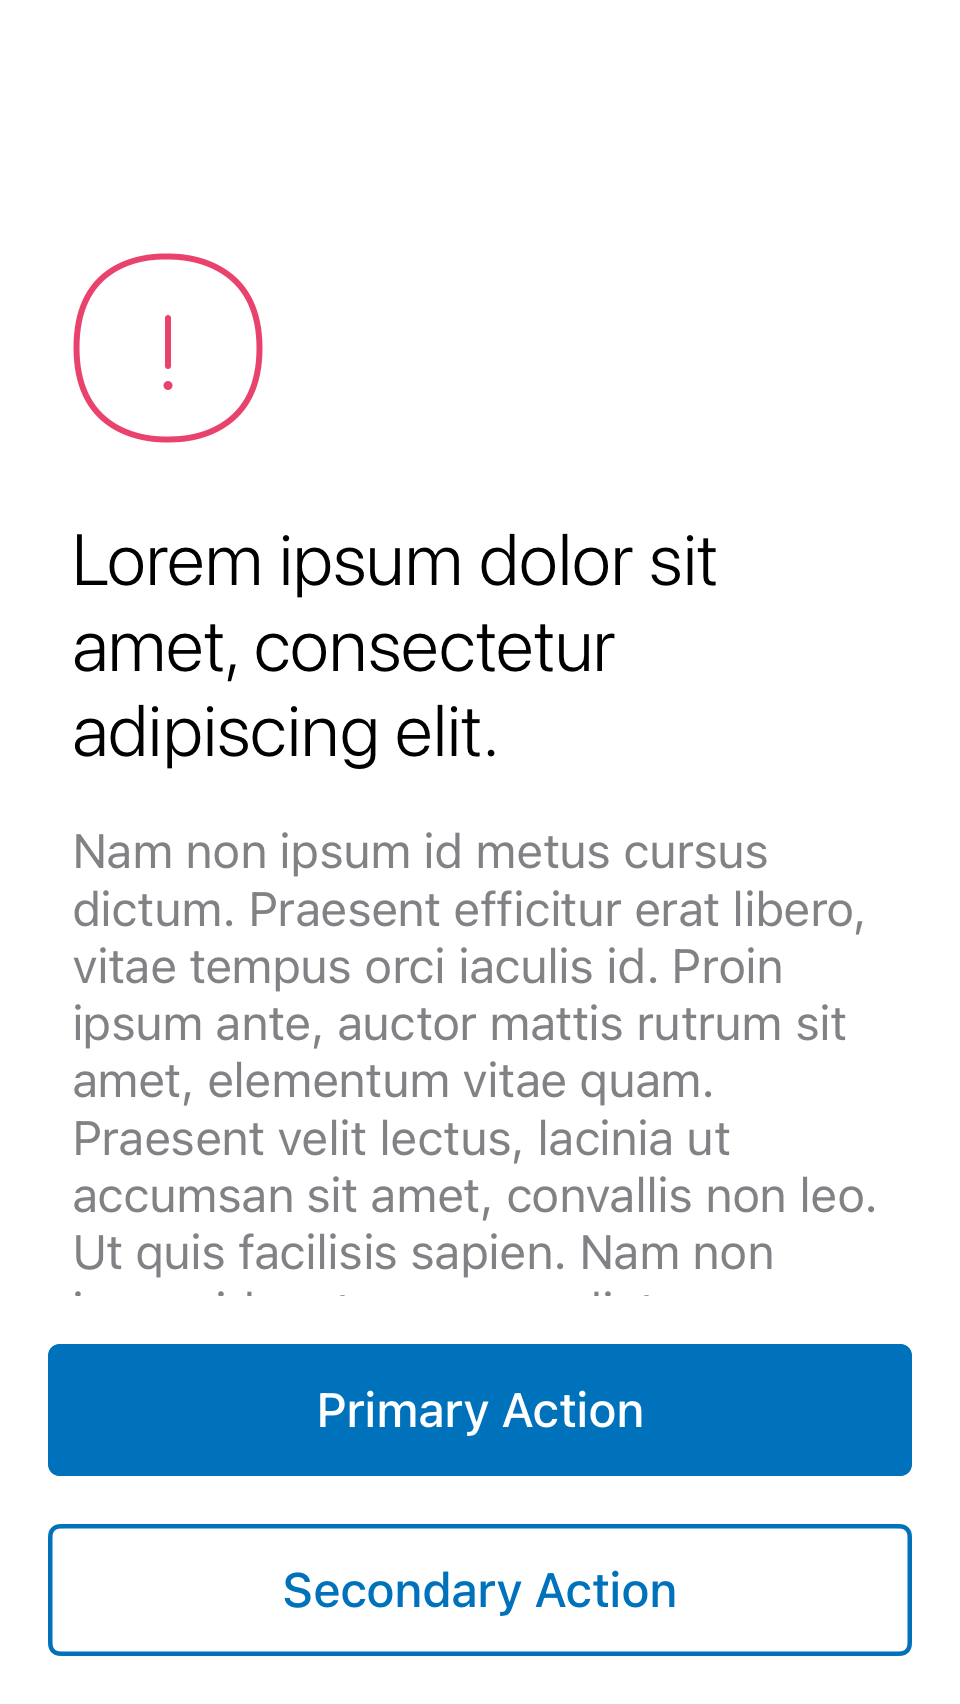 Lorem ipsum dolor sit
amet, consectetur
adipiscing elit.
Nam non ipsum id metus cursus
dictum. Praesent efficitur erat libero,
vitae tempus orci iaculis id. Proin
ipsum ante, auctor mattis rutrum sit
amet, elementum vitae quam.
Praesent velit lectus, lacinia ut
accumsan sit amet, convallis non leo.
Ut quis facilisis sapien. Nam non
Primary Action
Secondary Action